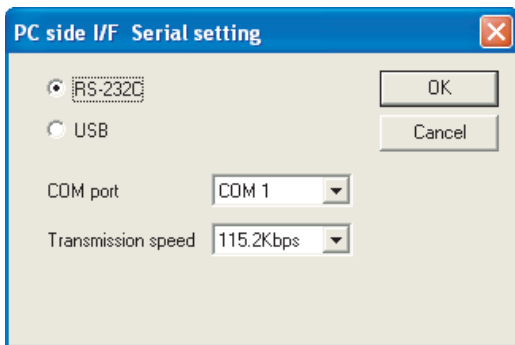 PC side I/F Serial setting
RS-232C
OK
USB
Cancel
COM port
COM 1
Transmission speed
115.2Kbps